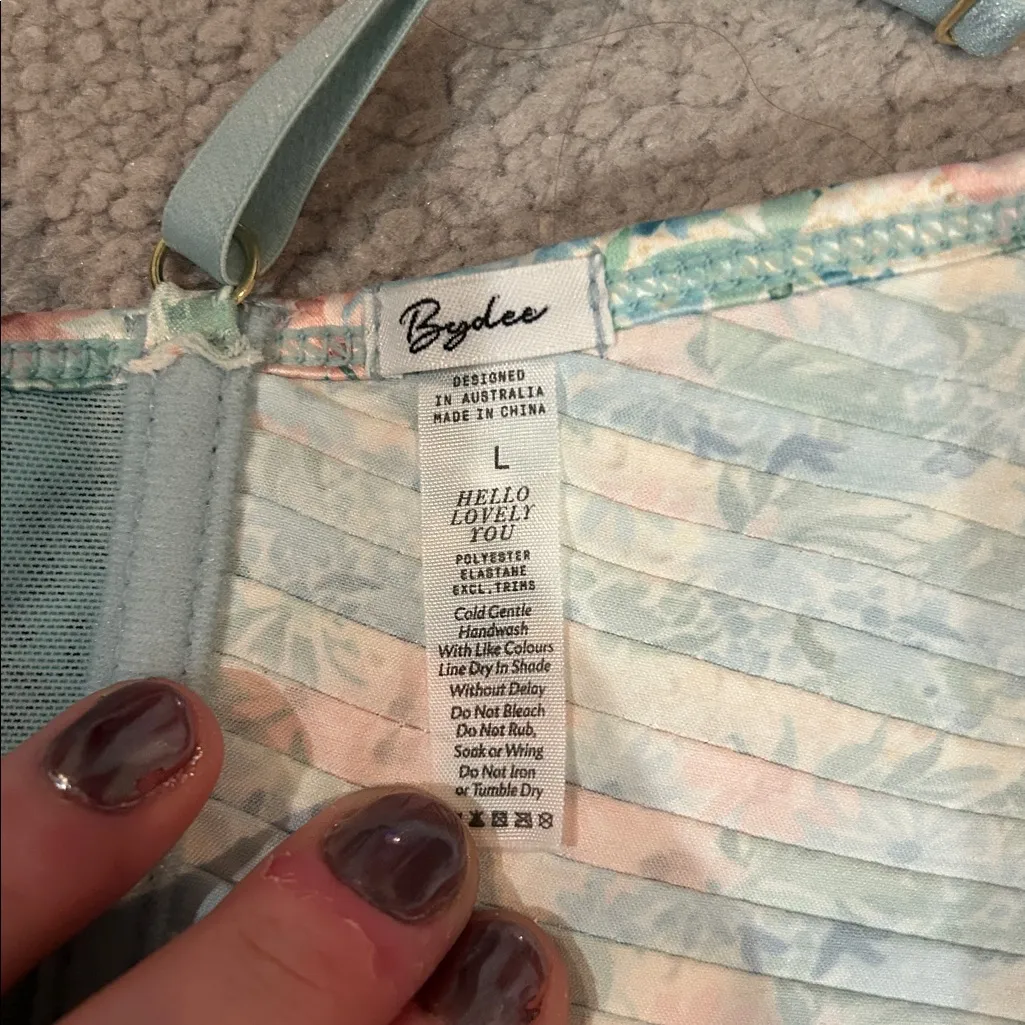 Bydee
DESIGNED
IN AUSTRALIA
MADE IN CHINA
L
HELLO
LOVELY
YOU
POLYESTER
ELASTANE
EXCL.TRIMS
Cold Gentle
Handwash
With Like Colours
Line Dry In Shade
Without Delay
Do Not Bleach
Do Not Rub,
Soak or Wring
Do Not Iron
or Tumble Dry